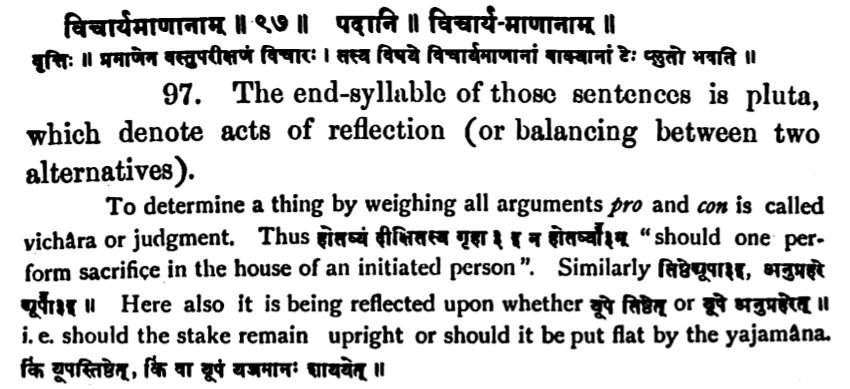 विचार्यमाणानाम् ॥ ९७ ॥ पदानि ॥ विचार्य-माणानाम् ॥
वृत्तिः ॥ प्रमाणेन वस्तुपरीक्षणं विचारः । तस्य विषये विचार्यमाणानां वाक्यानां टेः प्लुतो भवति ॥
97. The end-syllable of those sentences is pluta,
which denote acts of reflection (or balancing between two
alternatives).
To determine a thing by weighing all arguments pro and con is called
vichâra or judgment. Thus होतव्यं दीक्षितस्य गृहा ३ इ न होतव्याँ३म् “should one per-
form sacrifice in the house of an initiated person”. Similarly तिष्ठेद्यूपा३इ, अनुप्रहरे
द्यूपाँ३इ ॥ Here also it is being reflected upon whether यूपे तिष्ठेत् or यूपे अनुप्रहरेत् ॥
i. e. should the stake remain upright or should it be put flat by the yajamâna.
किं यूपस्तिष्ठेत्, किं वा यूपं यजमानः शाययेत् ॥